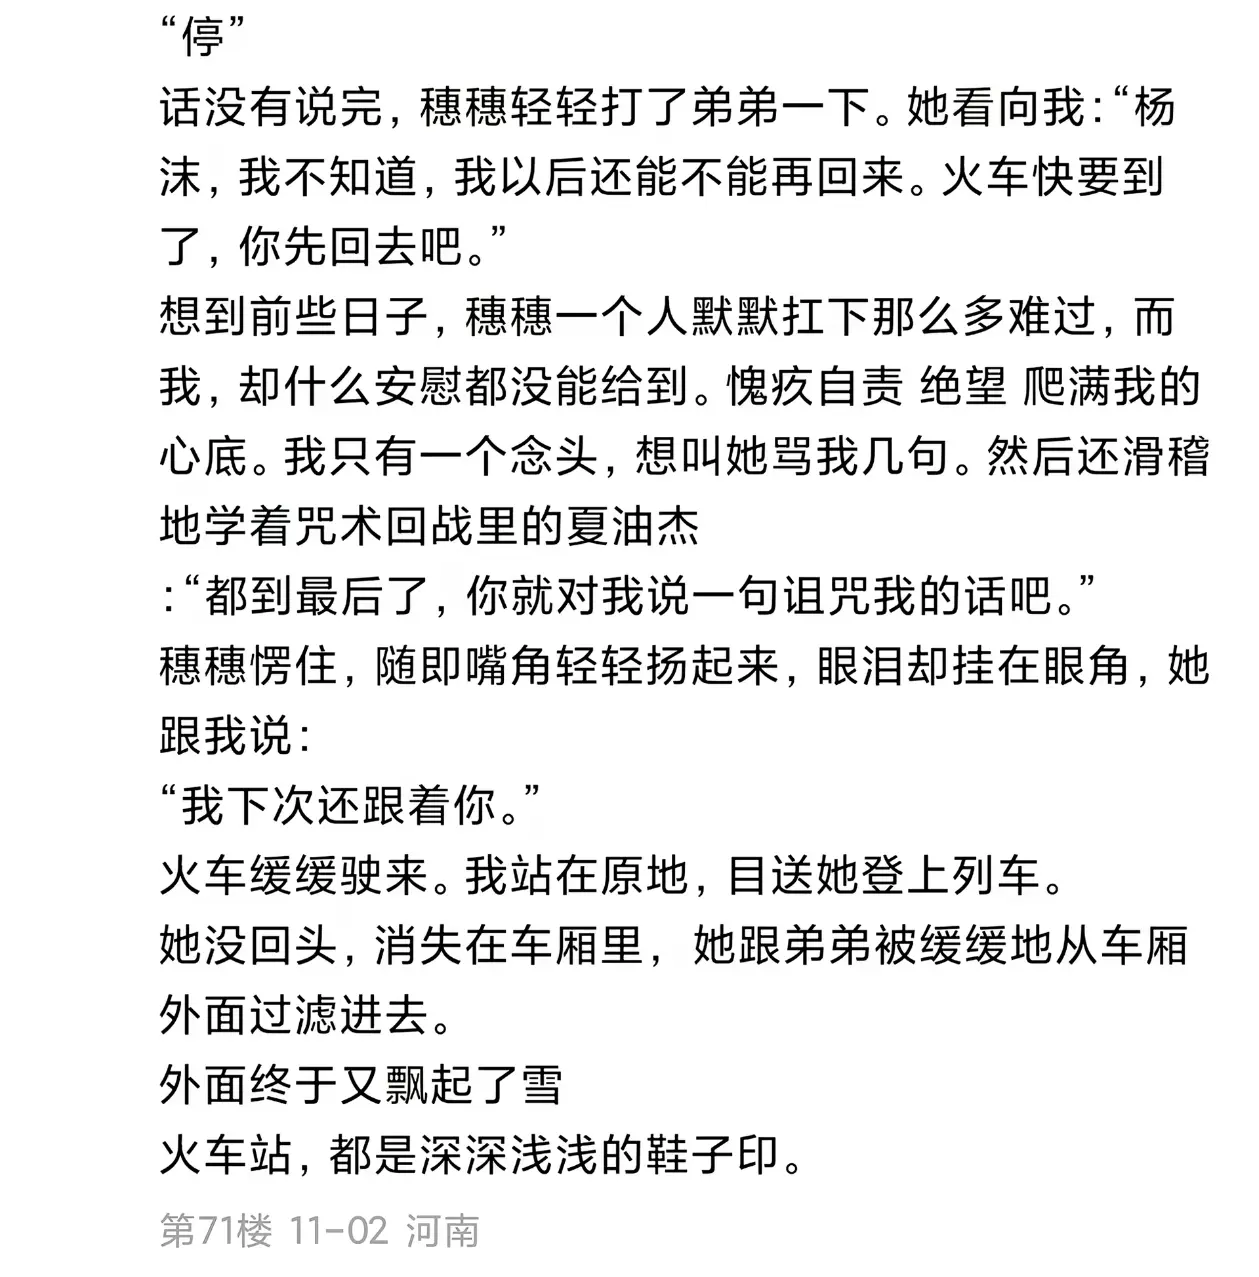 “停”
话没有说完，穗穗轻轻打了弟弟一下。她看向我：“杨
沫，我不知道，我以后还能不能再回来。火车快要到
了，你先回去吧。”
想到前些日子，穗穗一个人默默扛下那么多难过，而
我，却什么安慰都没能给到。愧疚自责 绝望 爬满我的
心底。我只有一个念头，想叫她骂我几句。然后还滑稽
地学着咒术回战里的夏油杰
：“都到最后了，你就对我说一句诅咒我的话吧。”
穗穗愣住，随即嘴角轻轻扬起来，眼泪却挂在眼角，她
跟我说：
“我下次还跟着你。”
火车缓缓驶来。我站在原地，目送她登上列车。
她没回头，消失在车厢里，她跟弟弟被缓缓地从车厢
外面过滤进去。
外面终于又飘起了雪
火车站，都是深深浅浅的鞋子印。
第71楼 11-02 河南